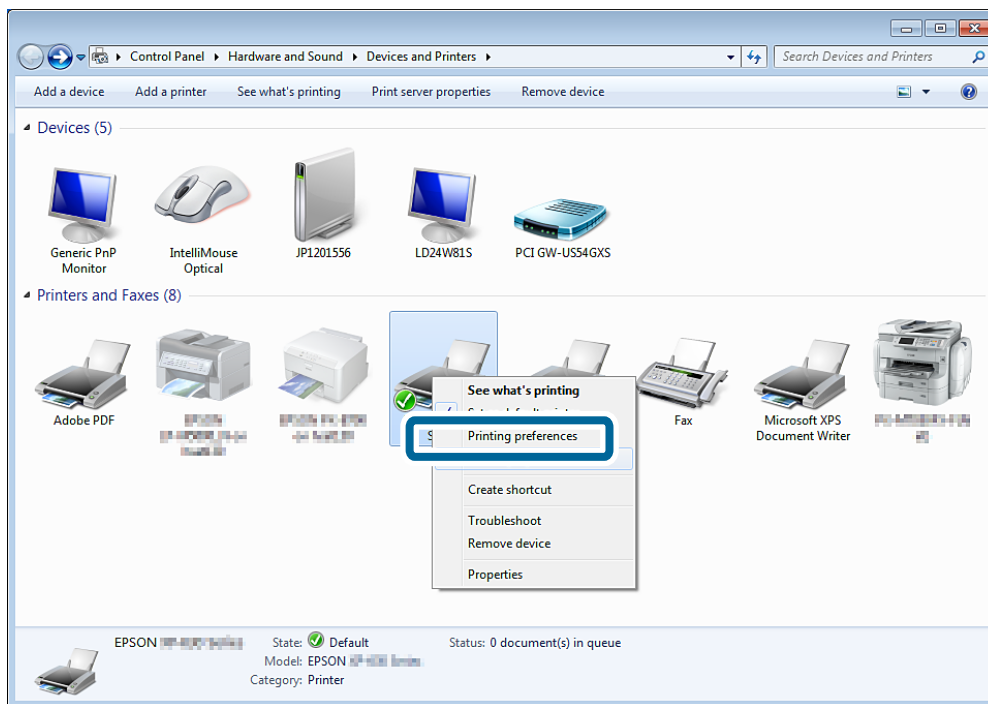 Control Panel ▸ Hardware and Sound ▸ Devices and Printers ▸
Search Devices and Printers
Add a device Add a printer See what's printing Print server properties Remove device
Devices (5)
Generic PnP
Monitor
IntelliMouse
Optical
JP1201556
LD24W81S
PCI GW-US54GXS
Printers and Faxes (8)
Adobe PDF
Fax
Microsoft XPS
Document Writer
See what's printing
Printing preferences
Create shortcut
Troubleshoot
Remove device
Properties
EPSON
State: Default
Status: 0 document(s) in queue
Model: EPSON
Category: Printer